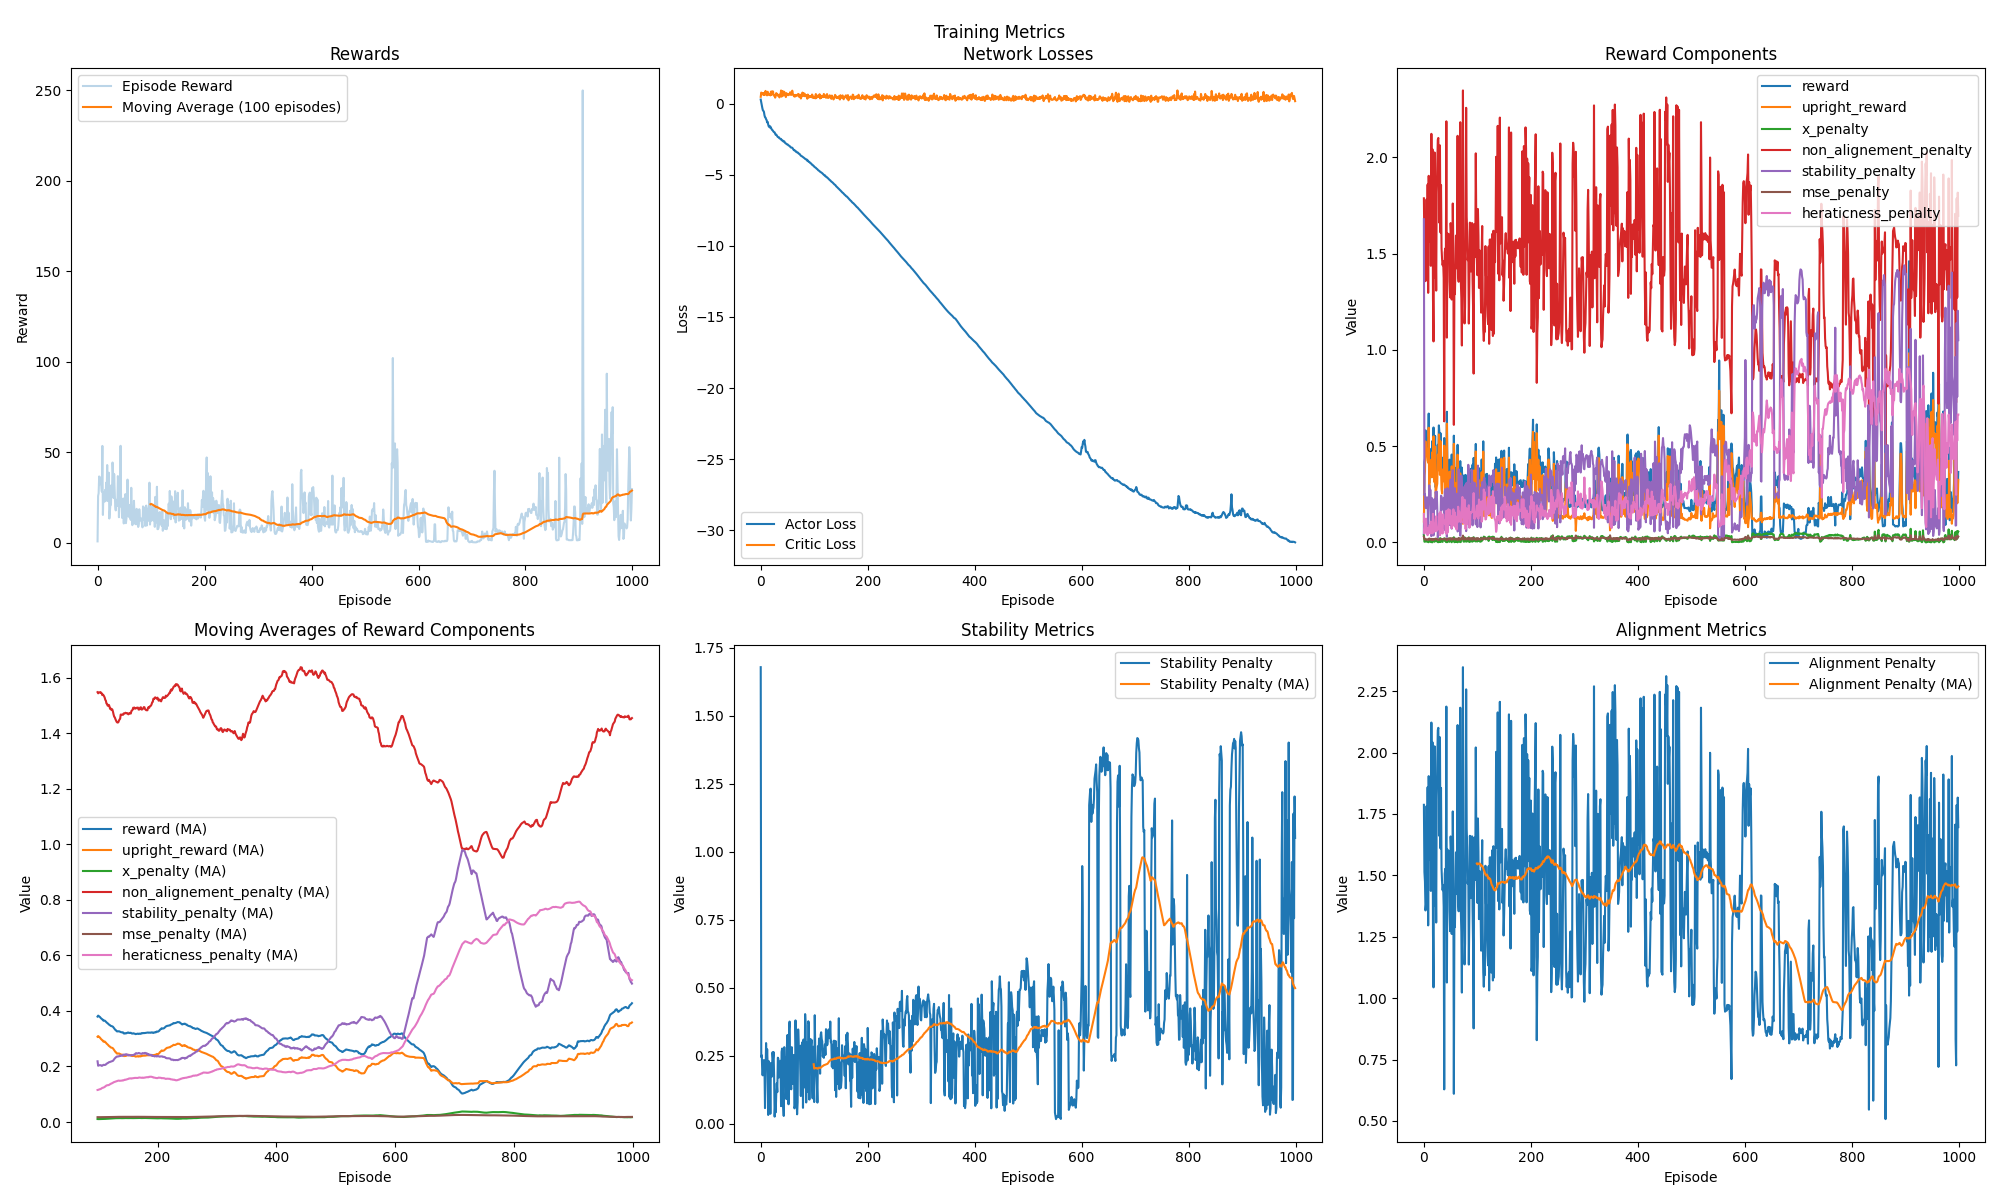 Training Metrics
Rewards
Episode Reward
Moving Average (100 episodes)
250
200
150
100
50
0
Reward
0 200 400 600 800 1000
Episode
Network Losses
Actor Loss
Critic Loss
0
−5
−10
−15
−20
−25
−30
Loss
0 200 400 600 800 1000
Episode
Reward Components
reward
upright_reward
x_penalty
non_alignement_penalty
stability_penalty
mse_penalty
heraticness_penalty
2.0
1.5
1.0
0.5
0.0
Value
0 200 400 600 800 1000
Episode
Moving Averages of Reward Components
1.6
1.4
1.2
1.0
0.8
0.6
0.4
0.2
0.0
Value
reward (MA)
upright_reward (MA)
x_penalty (MA)
non_alignement_penalty (MA)
stability_penalty (MA)
mse_penalty (MA)
heraticness_penalty (MA)
200 400 600 800 1000
Episode
Stability Metrics
Stability Penalty
Stability Penalty (MA)
1.75
1.50
1.25
1.00
0.75
0.50
0.25
0.00
Value
0 200 400 600 800 1000
Episode
Alignment Metrics
Alignment Penalty
Alignment Penalty (MA)
2.25
2.00
1.75
1.50
1.25
1.00
0.75
0.50
Value
0 200 400 600 800 1000
Episode